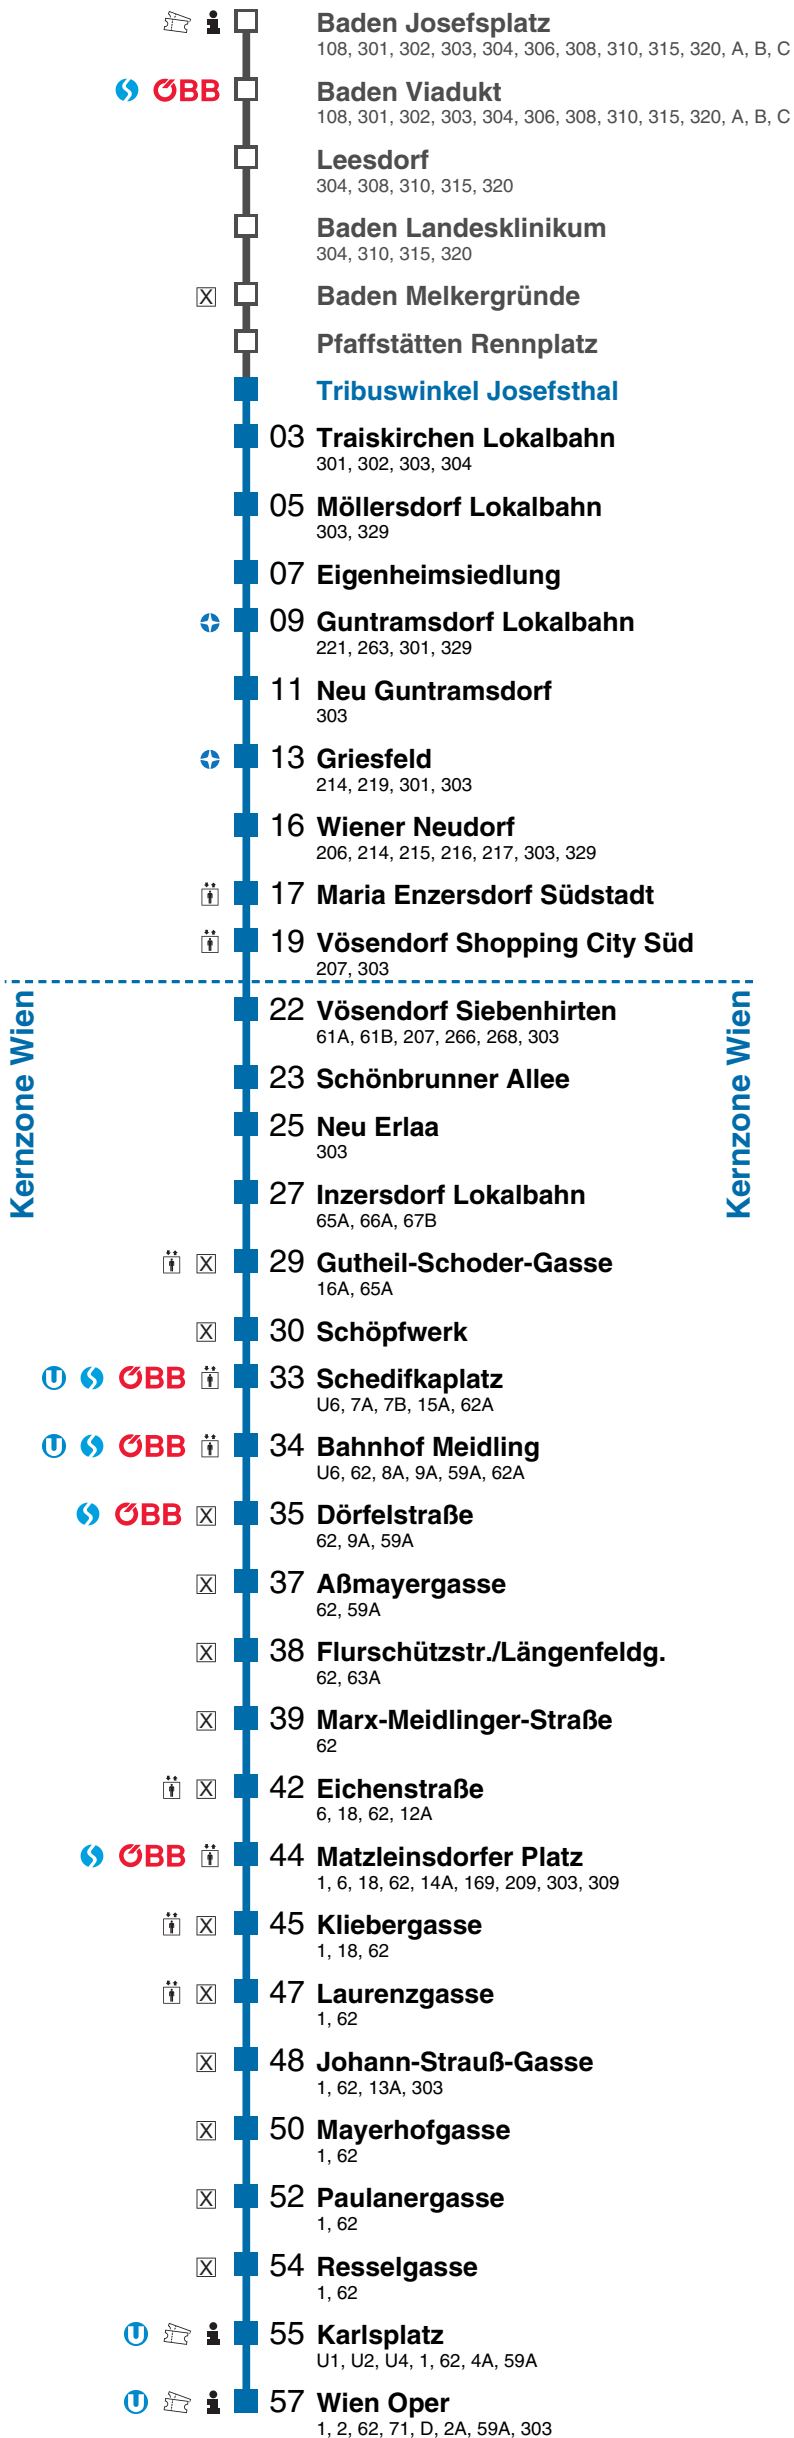 Baden Josefsplatz
108, 301, 302, 303, 304, 306, 308, 310, 315, 320, A, B, C
ÖBB Baden Viadukt
108, 301, 302, 303, 304, 306, 308, 310, 315, 320, A, B, C
Leesdorf
304, 308, 310, 315, 320
Baden Landesklinikum
304, 310, 315, 320
X Baden Melkergründe
Pfaffstätten Rennplatz
Tribuswinkel Josefsthal
03 Traiskirchen Lokalbahn
301, 302, 303, 304
05 Möllersdorf Lokalbahn
303, 329
07 Eigenheimsiedlung
09 Guntramsdorf Lokalbahn
221, 263, 301, 329
11 Neu Guntramsdorf
303
13 Griesfeld
214, 219, 301, 303
16 Wiener Neudorf
206, 214, 215, 216, 217, 303, 329
17 Maria Enzersdorf Südstadt
19 Vösendorf Shopping City Süd
207, 303
Kernzone Wien
Kernzone Wien
22 Vösendorf Siebenhirten
61A, 61B, 207, 266, 268, 303
23 Schönbrunner Allee
25 Neu Erlaa
303
27 Inzersdorf Lokalbahn
65A, 66A, 67B
X 29 Gutheil-Schoder-Gasse
16A, 65A
X 30 Schöpfwerk
U ÖBB 33 Schedifkaplatz
U6, 7A, 7B, 15A, 62A
U ÖBB 34 Bahnhof Meidling
U6, 62, 8A, 9A, 59A, 62A
ÖBB X 35 Dörfelstraße
62, 9A, 59A
X 37 Aßmayergasse
62, 59A
X 38 Flurschützstr./Längenfeldg.
62, 63A
X 39 Marx-Meidlinger-Straße
62
X 42 Eichenstraße
6, 18, 62, 12A
ÖBB 44 Matzleinsdorfer Platz
1, 6, 18, 62, 14A, 169, 209, 303, 309
X 45 Kliebergasse
1, 18, 62
X 47 Laurenzgasse
1, 62
X 48 Johann-Strauß-Gasse
1, 62, 13A, 303
X 50 Mayerhofgasse
1, 62
X 52 Paulanergasse
1, 62
X 54 Resselgasse
1, 62
U 55 Karlsplatz
U1, U2, U4, 1, 62, 4A, 59A
U 57 Wien Oper
1, 2, 62, 71, D, 2A, 59A, 303